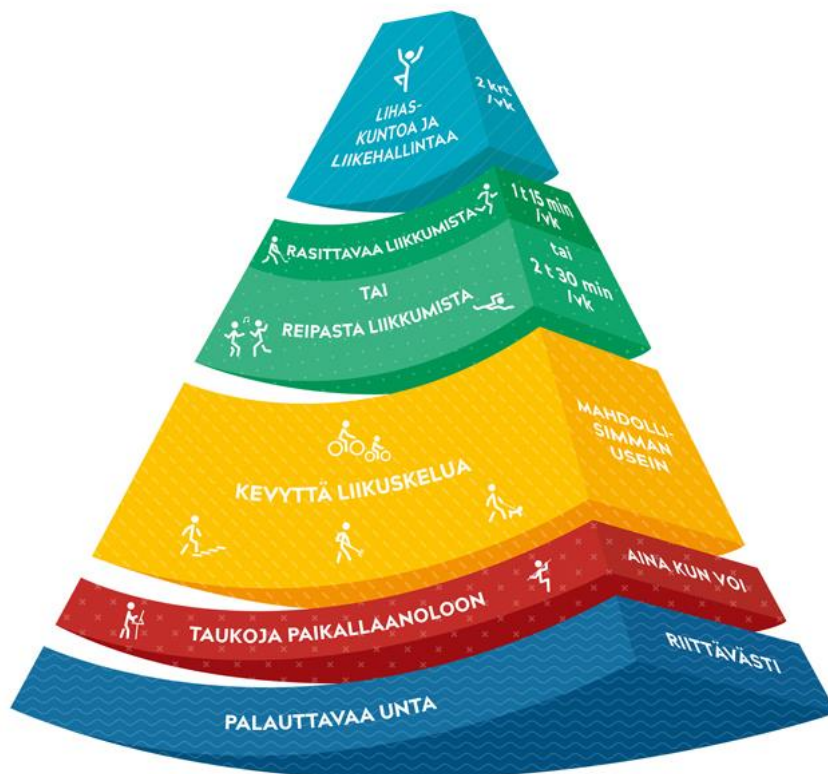 LIHAS-
KUNTOA JA
LIIKEHALLINTAA
2 krt
/vk
RASITTAVAA LIIKKUMISTA
1 t 15 min
/vk
TAI
REIPASTA LIIKKUMISTA
tai
2 t 30 min
/vk
KEVYTTÄ LIIKUSKELUA
MAHDOLLI-
SIMMAN
USEIN
TAUKOJA PAIKALLAANOLOON
AINA KUN VOI
PALAUTTAVAA UNTA
RIITTÄVÄSTI